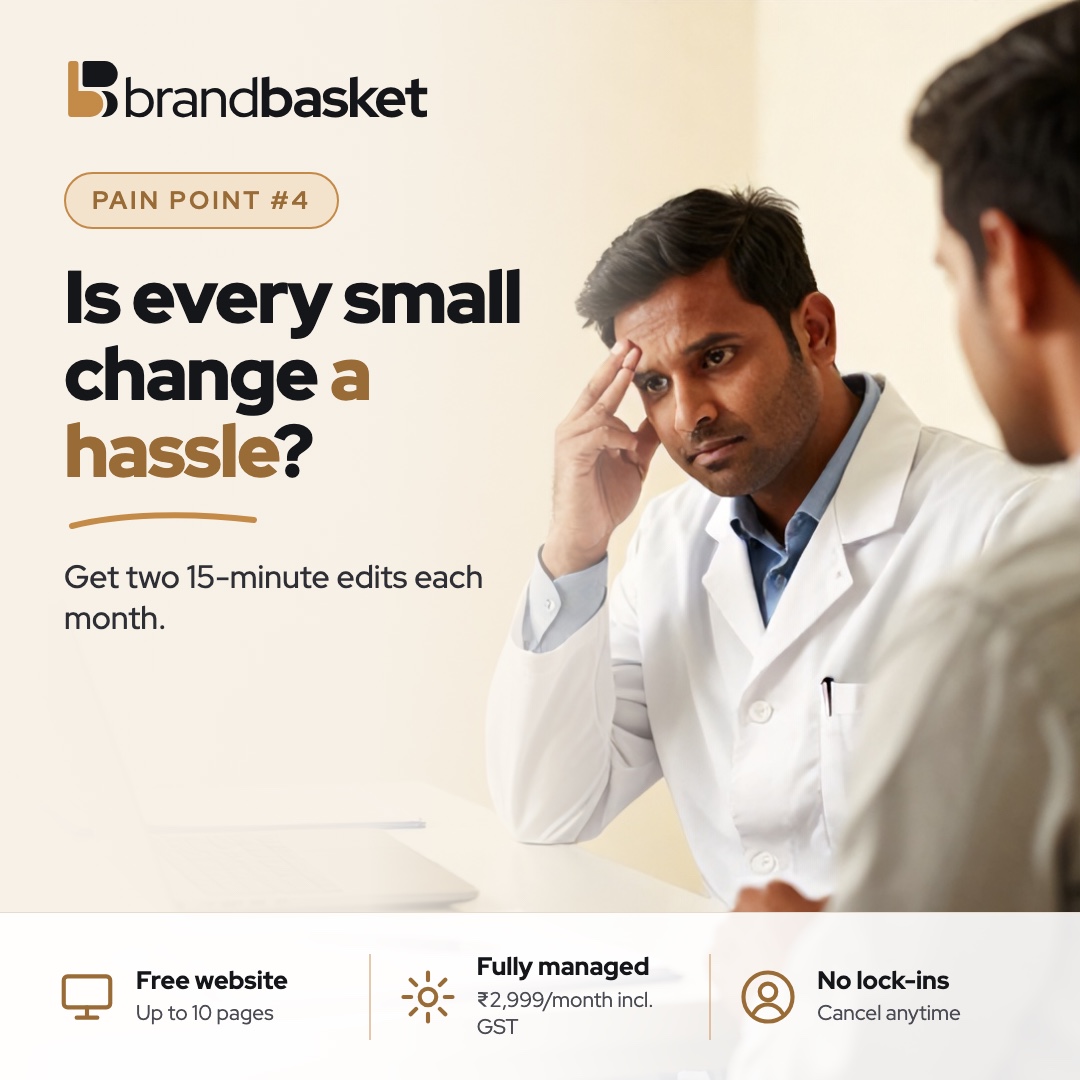 brandbasket
PAIN POINT #4
Is every small
change a
hassle?
Get two 15-minute edits each
month.
Free website
Up to 10 pages
Fully managed
₹2,999/month incl.
GST
No lock-ins
Cancel anytime